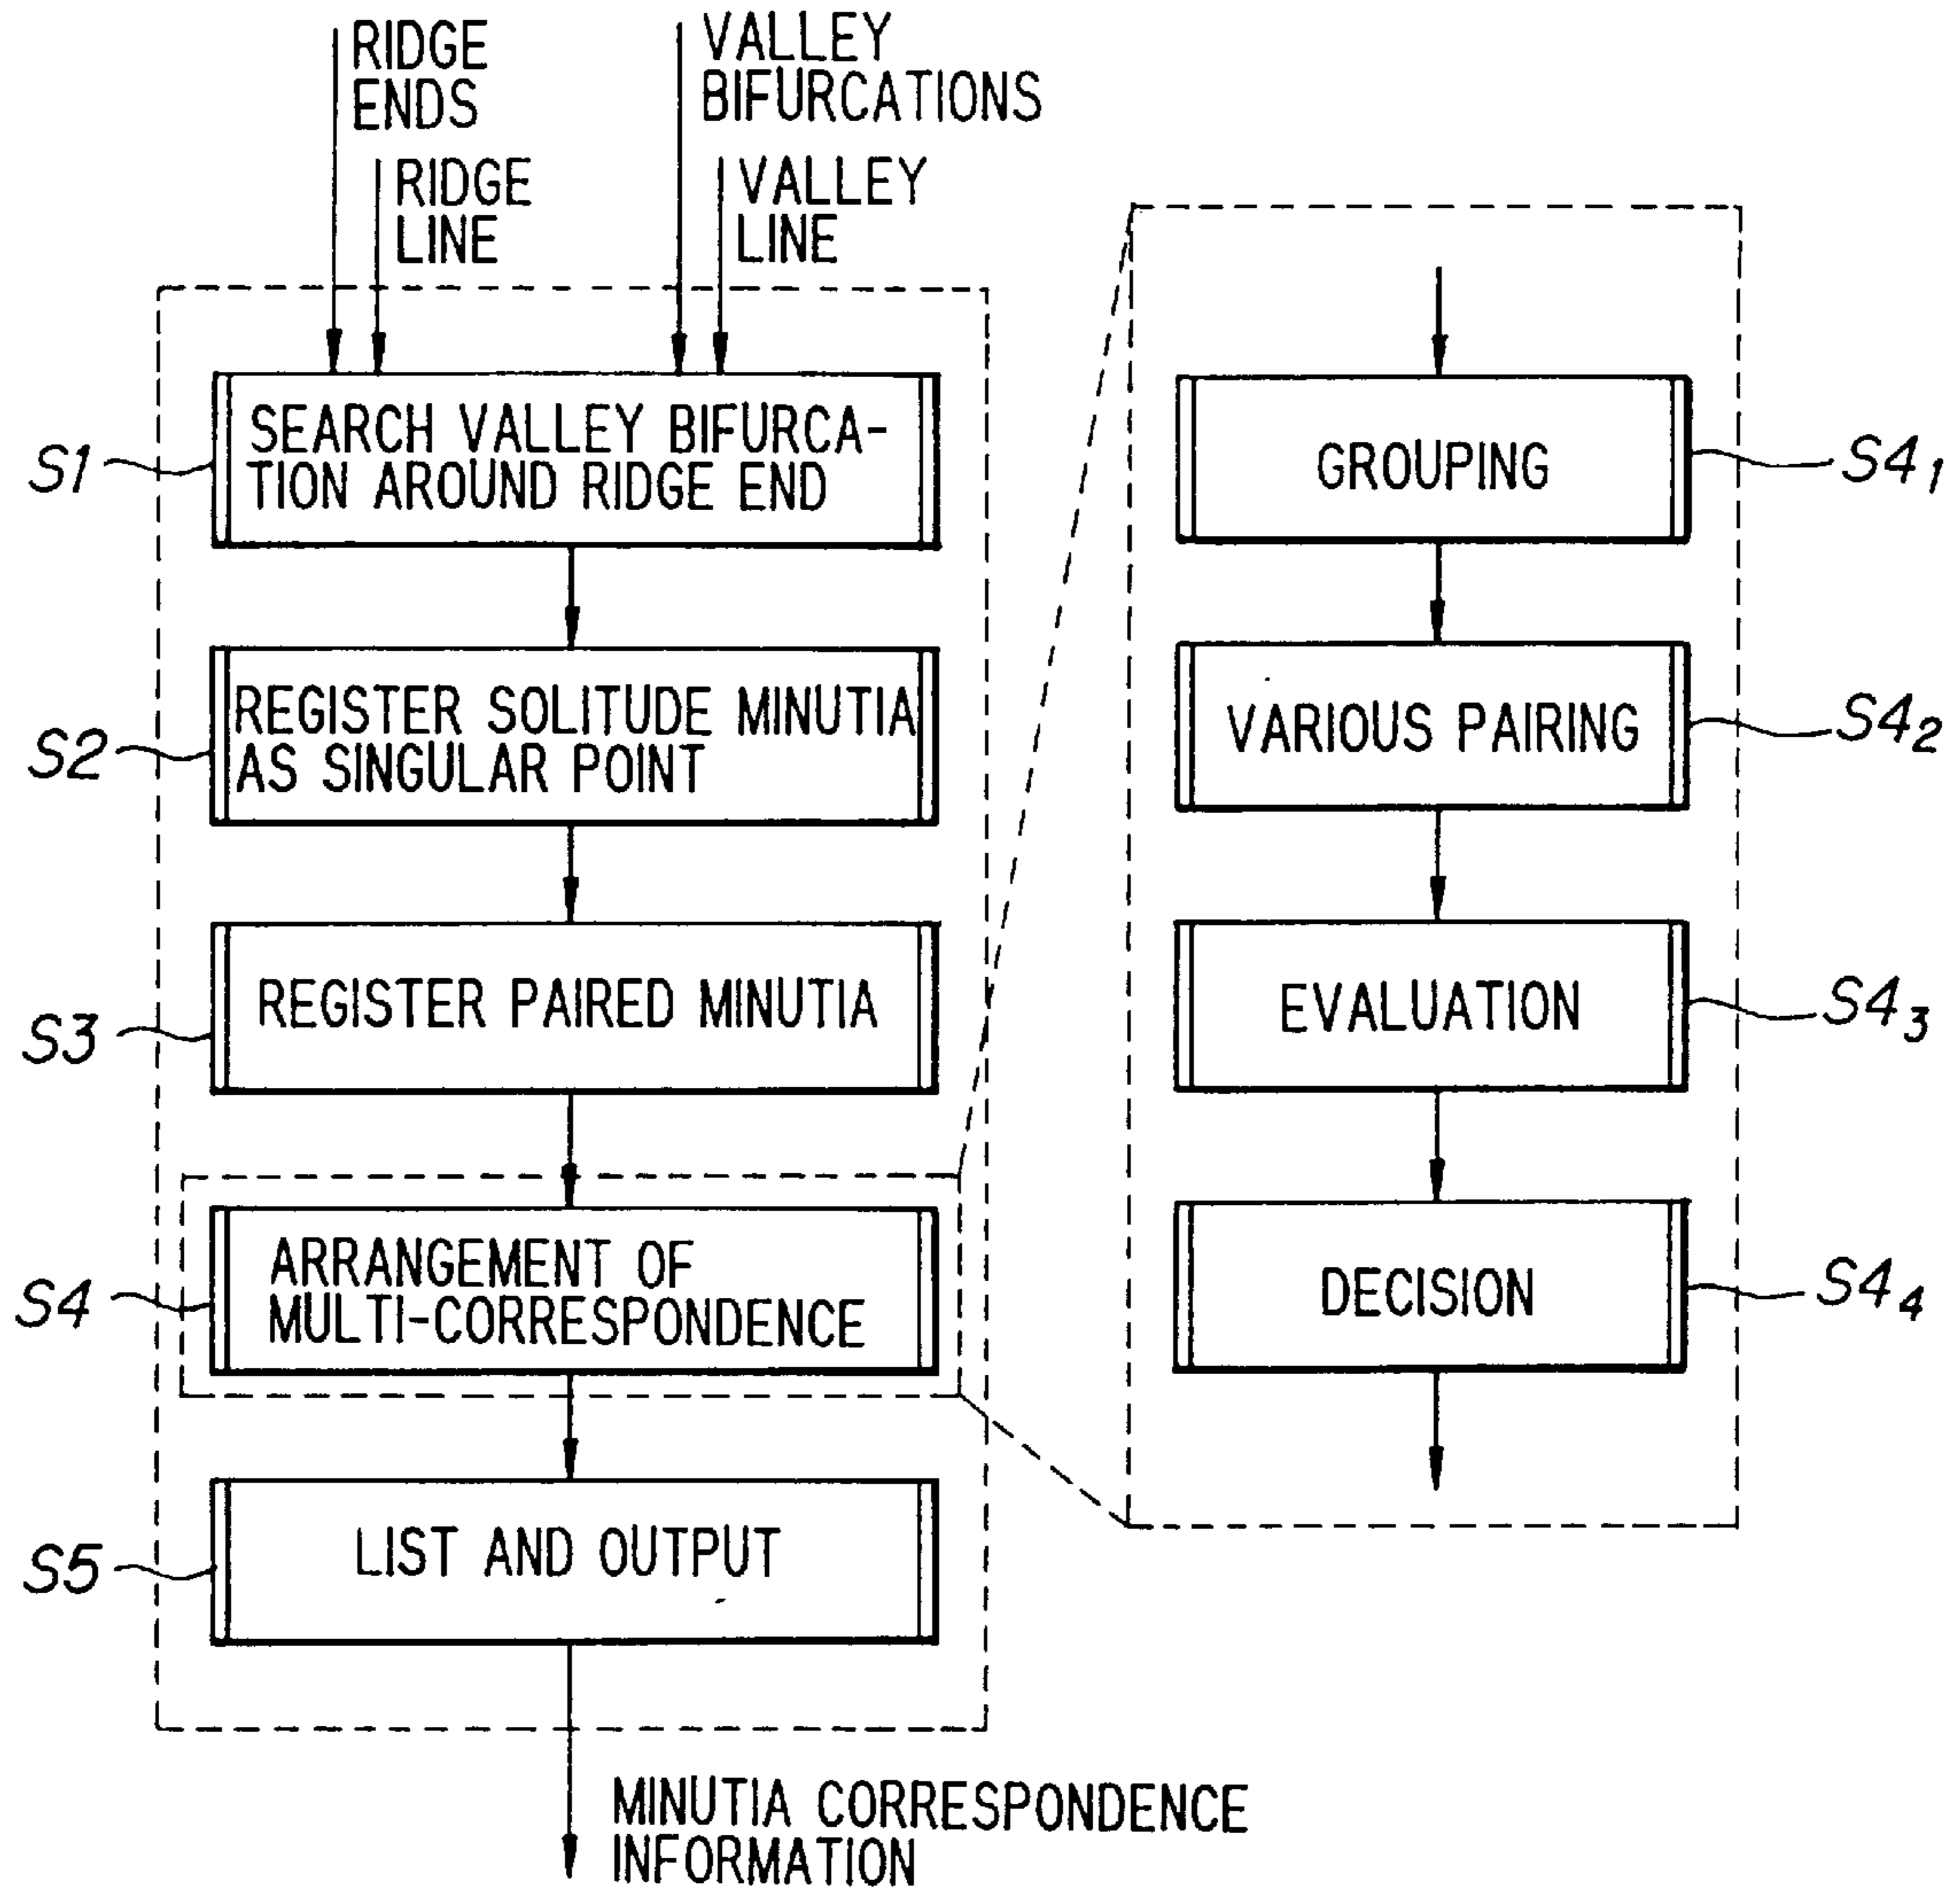 RIDGE
ENDS
VALLEY
BIFURCATIONS
RIDGE
LINE
VALLEY
LINE
S1
SEARCH VALLEY BIFURCA-
TION AROUND RIDGE END
S2
REGISTER SOLITUDE MINUTIA
AS SINGULAR POINT
S3
REGISTER PAIRED MINUTIA
S4
ARRANGEMENT OF
MULTI-CORRESPONDENCE
S5
LIST AND OUTPUT
MINUTIA CORRESPONDENCE
INFORMATION
GROUPING
S4₁
VARIOUS PAIRING
S4₂
EVALUATION
S4₃
DECISION
S4₄